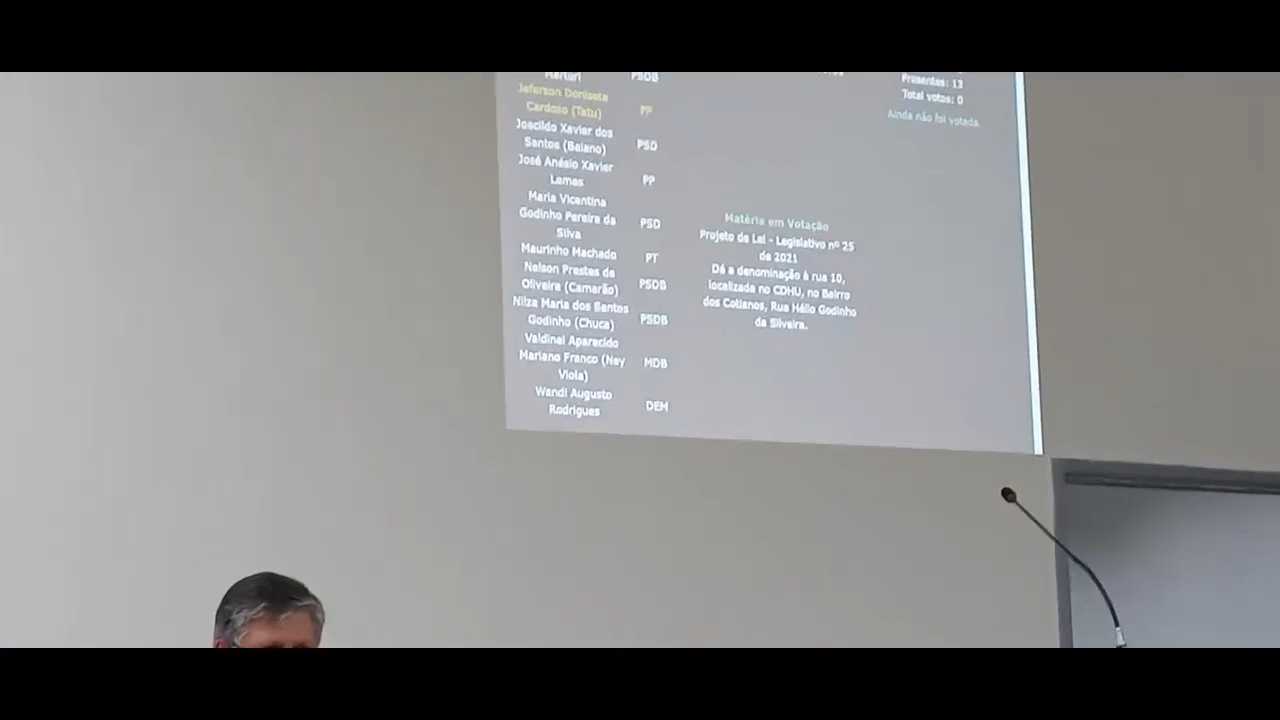 PSDB
Jeferson Donizete
Cardoso (Tatu) PP
Joacildo Xavier dos
Santos (Baiano) PSD
José Anésio Xavier
Lemes PP
Maria Vicentina
Godinho Pereira da
Silva PSD
Maurinho Machado PT
Nelson Prestes de
Oliveira (Camarão) PSDB
Nilza Maria dos Santos
Godinho (Chuca) PSDB
Valdinei Aparecido
Mariano Franco (Ney
Viola) MDB
Wandi Augusto
Rodrigues DEM
Matéria em Votação
Projeto de Lei - Legislativo nº 25
de 2021
Dá a denominação à rua 10,
localizada no CDHU, no Bairro
dos Cotianos, Rua Hélio Godinho
da Silveira.
Presentes: 13
Total votos: 0
Ainda não foi votada.